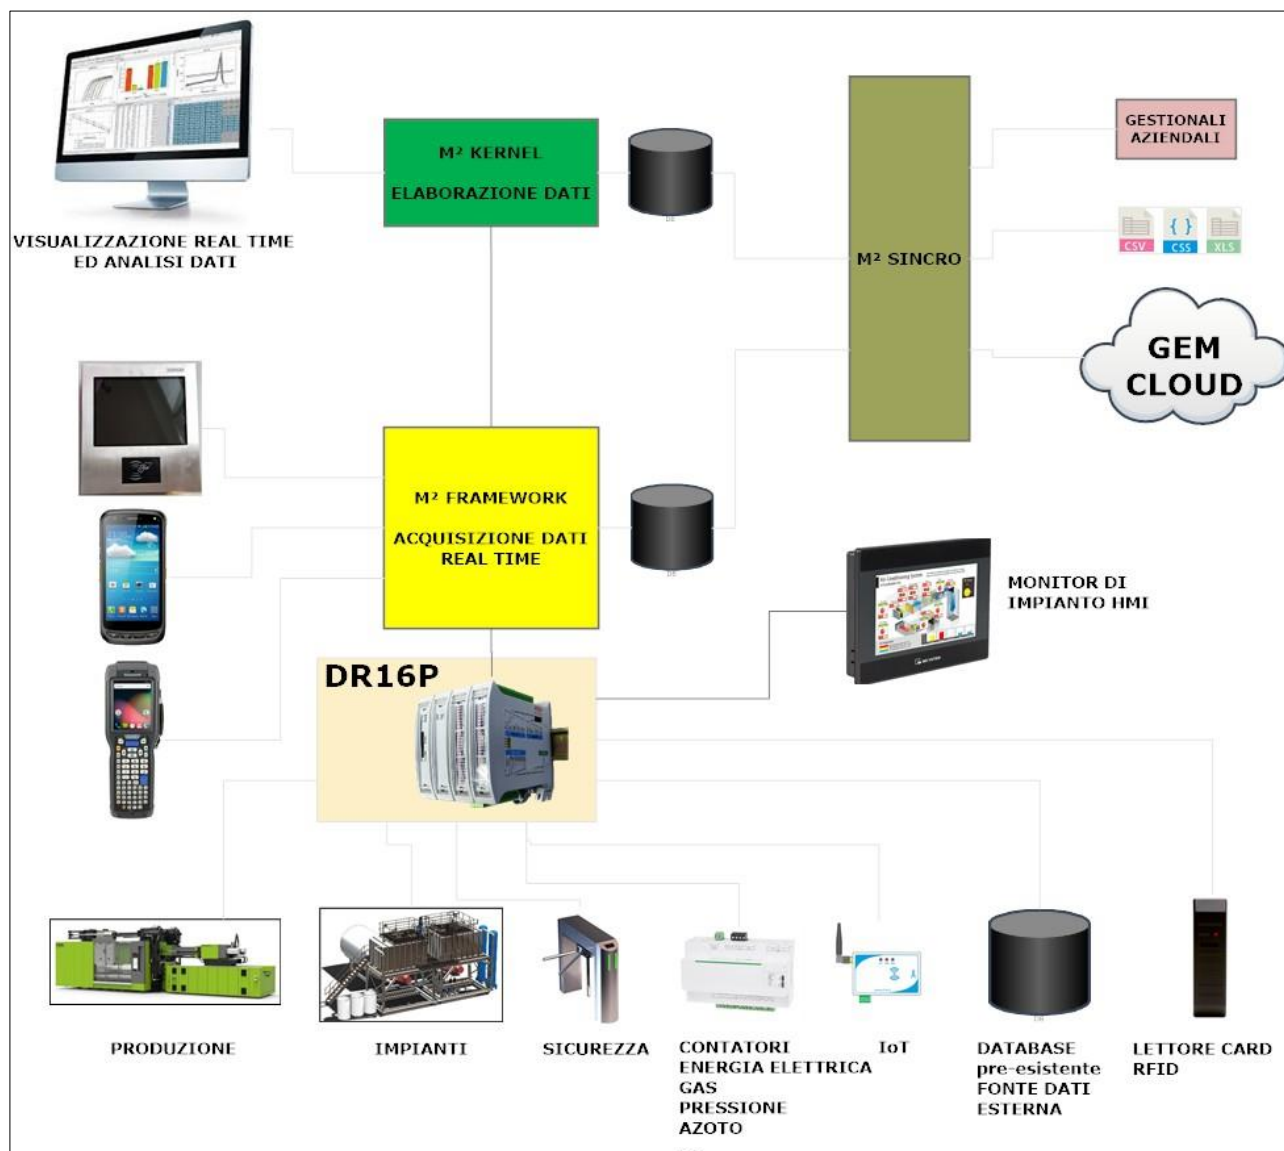 M² KERNEL
ELABORAZIONE DATI
VISUALIZZAZIONE REAL TIME
ED ANALISI DATI
M² SINCRO
GESTIONALI
AZIENDALI
CSV
{ }
CSS
XLS
GEM
CLOUD
M² FRAMEWORK
ACQUISIZIONE DATI
REAL TIME
MONITOR DI
IMPIANTO HMI
DR16P
PRODUZIONE
IMPIANTI
SICUREZZA
CONTATORI
ENERGIA ELETTRICA
GAS
PRESSIONE
AZOTO
IoT
DATABASE
pre-esistente
FONTE DATI
ESTERNA
LETTORE CARD
RFID